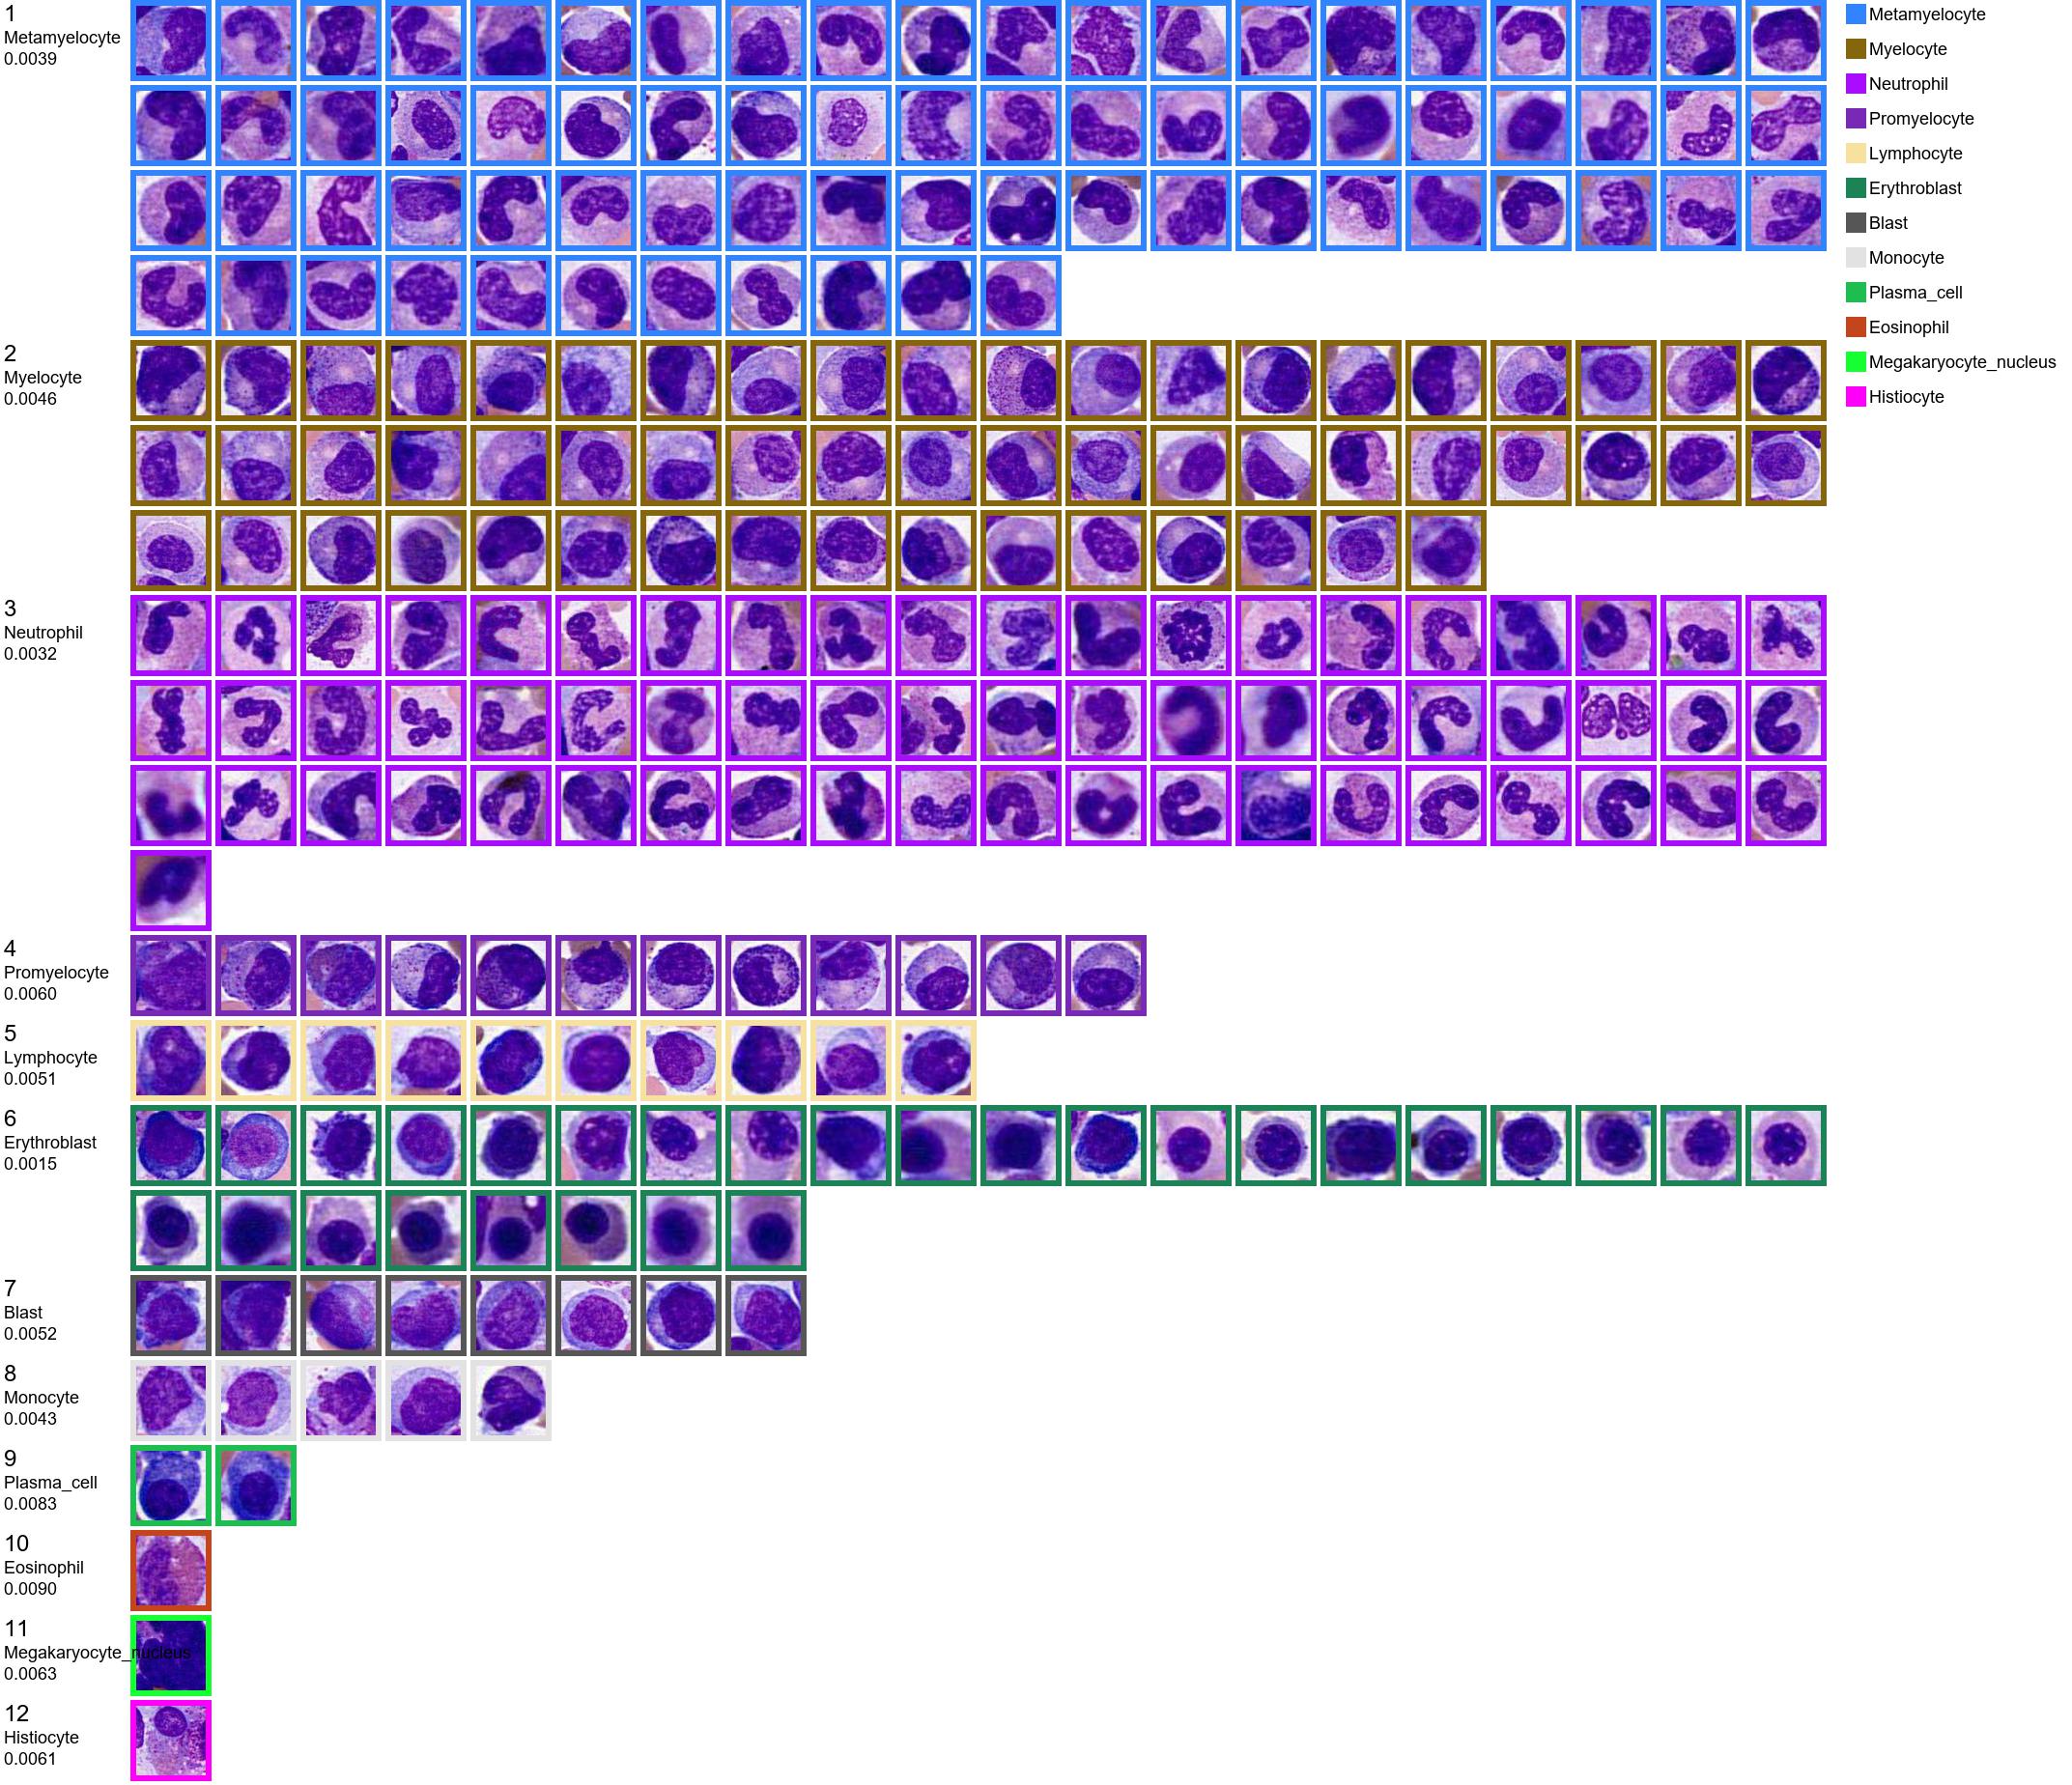 1
Metamyelocyte
0.0039
2
Myelocyte
0.0046
3
Neutrophil
0.0032
4
Promyelocyte
0.0060
5
Lymphocyte
0.0051
6
Erythroblast
0.0015
7
Blast
0.0052
8
Monocyte
0.0043
9
Plasma_cell
0.0083
10
Eosinophil
0.0090
11
Megakaryocyte_nucleus
0.0063
12
Histiocyte
0.0061
Metamyelocyte
Myelocyte
Neutrophil
Promyelocyte
Lymphocyte
Erythroblast
Blast
Monocyte
Plasma_cell
Eosinophil
Megakaryocyte_nucleus
Histiocyte